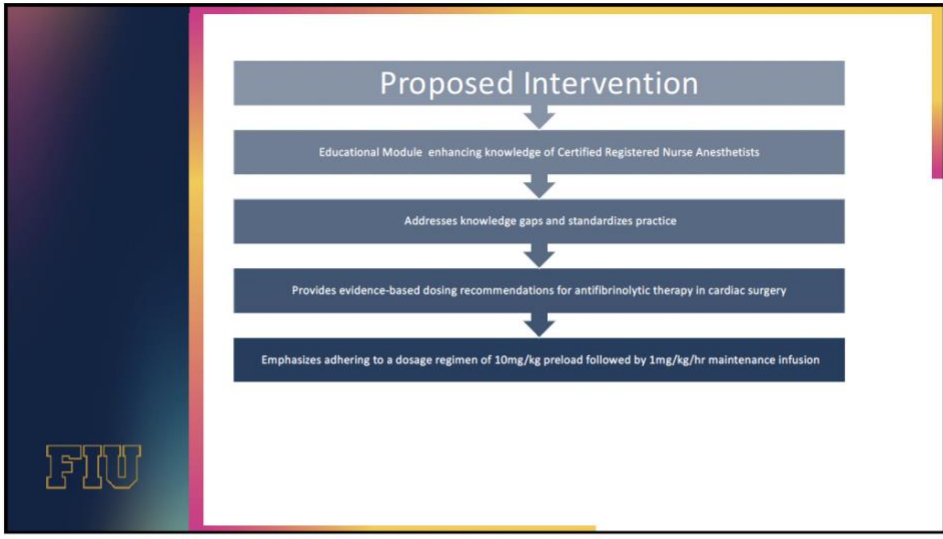 Proposed Intervention
Educational Module enhancing knowledge of Certified Registered Nurse Anesthetists
Addresses knowledge gaps and standardizes practice
Provides evidence-based dosing recommendations for antifibrinolytic therapy in cardiac surgery
Emphasizes adhering to a dosage regimen of 10mg/kg preload followed by 1mg/kg/hr maintenance infusion
FIU